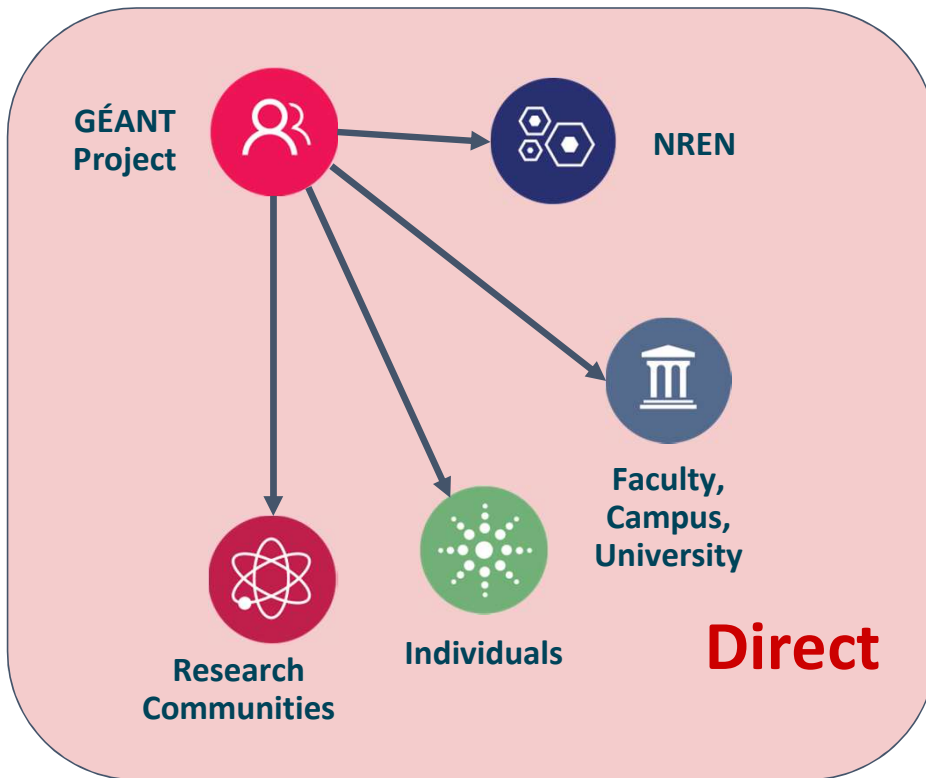 GÉANT
Project
NREN
Faculty,
Campus,
University
Individuals
Research
Communities
Direct